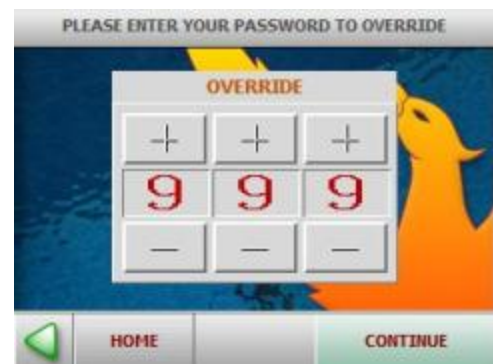 PLEASE ENTER YOUR PASSWORD TO OVERRIDE
OVERRIDE
+ + +
9 9 9
− − −
HOME CONTINUE